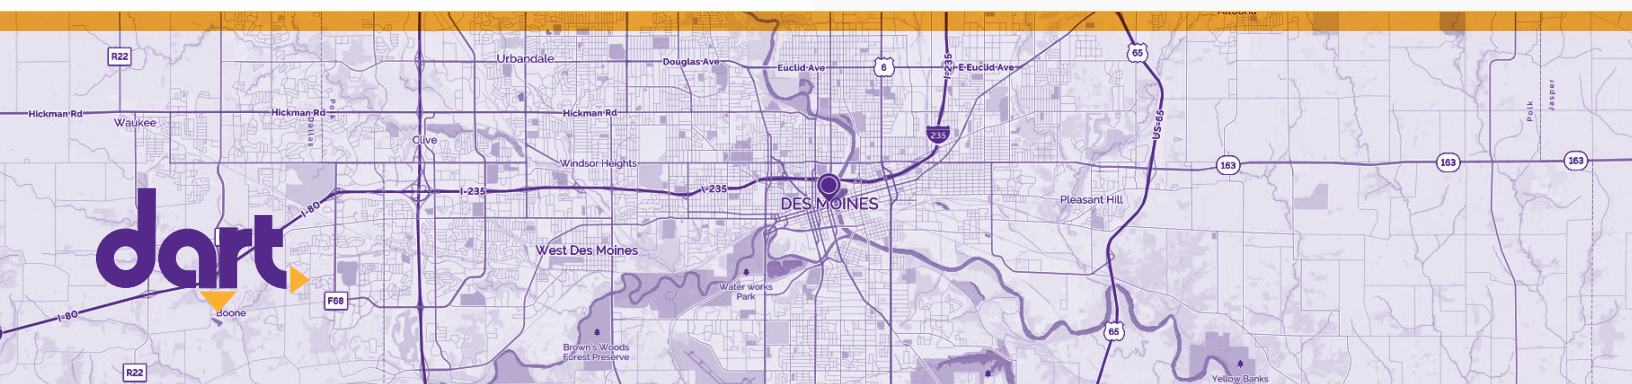 Altoona
R22
Urbandale
Douglas Ave
Euclid Ave
6
I-235
E Euclid Ave
65
Hickman Rd
Waukee
Hickman Rd
Polk
Dallas
Hickman Rd
Clive
Windsor Heights
235
US-65
Polk
Jasper
163
163
163
I-235
I-235
I-80
DES MOINES
Pleasant Hill
dart
West Des Moines
Water works
Park
F68
I-80
Boone
65
Brown's Woods
Forest Preserve
R22
Yellow Banks